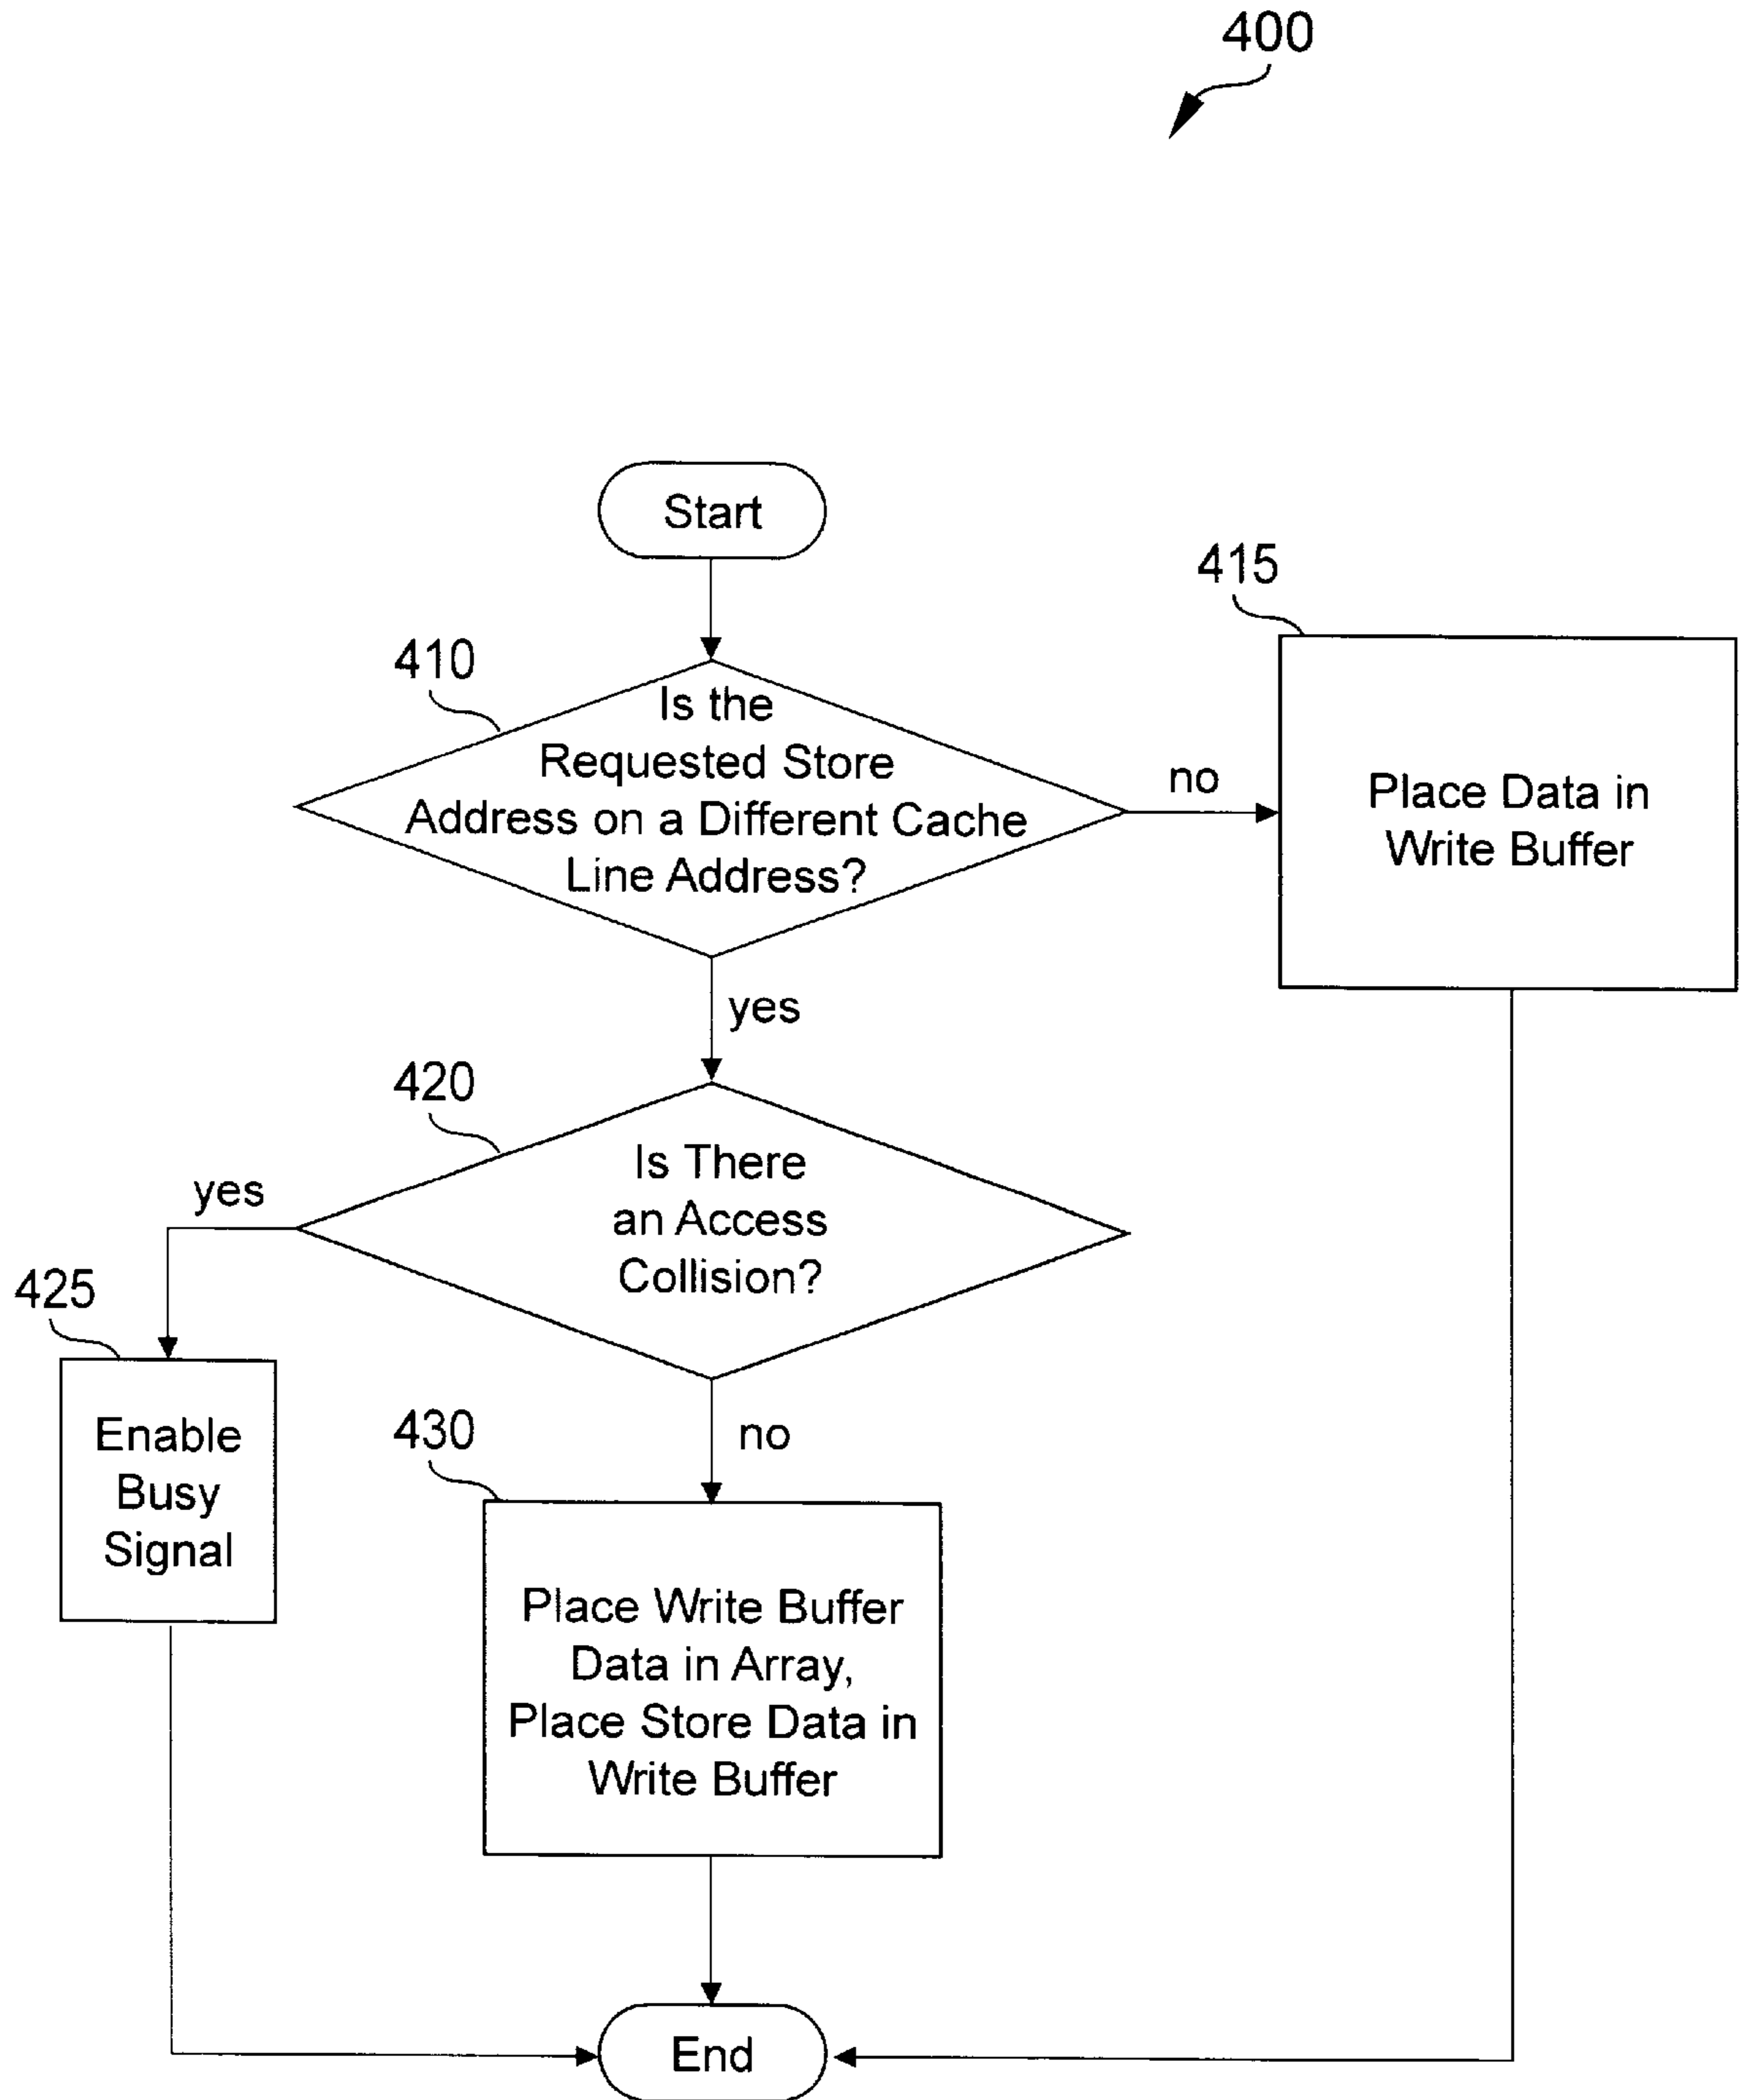 400
Start
415
410
Is the
Requested Store
Address on a Different Cache
Line Address?
no
Place Data in
Write Buffer
yes
420
Is There
an Access
Collision?
yes
425
Enable
Busy
Signal
430
no
Place Write Buffer
Data in Array,
Place Store Data in
Write Buffer
End